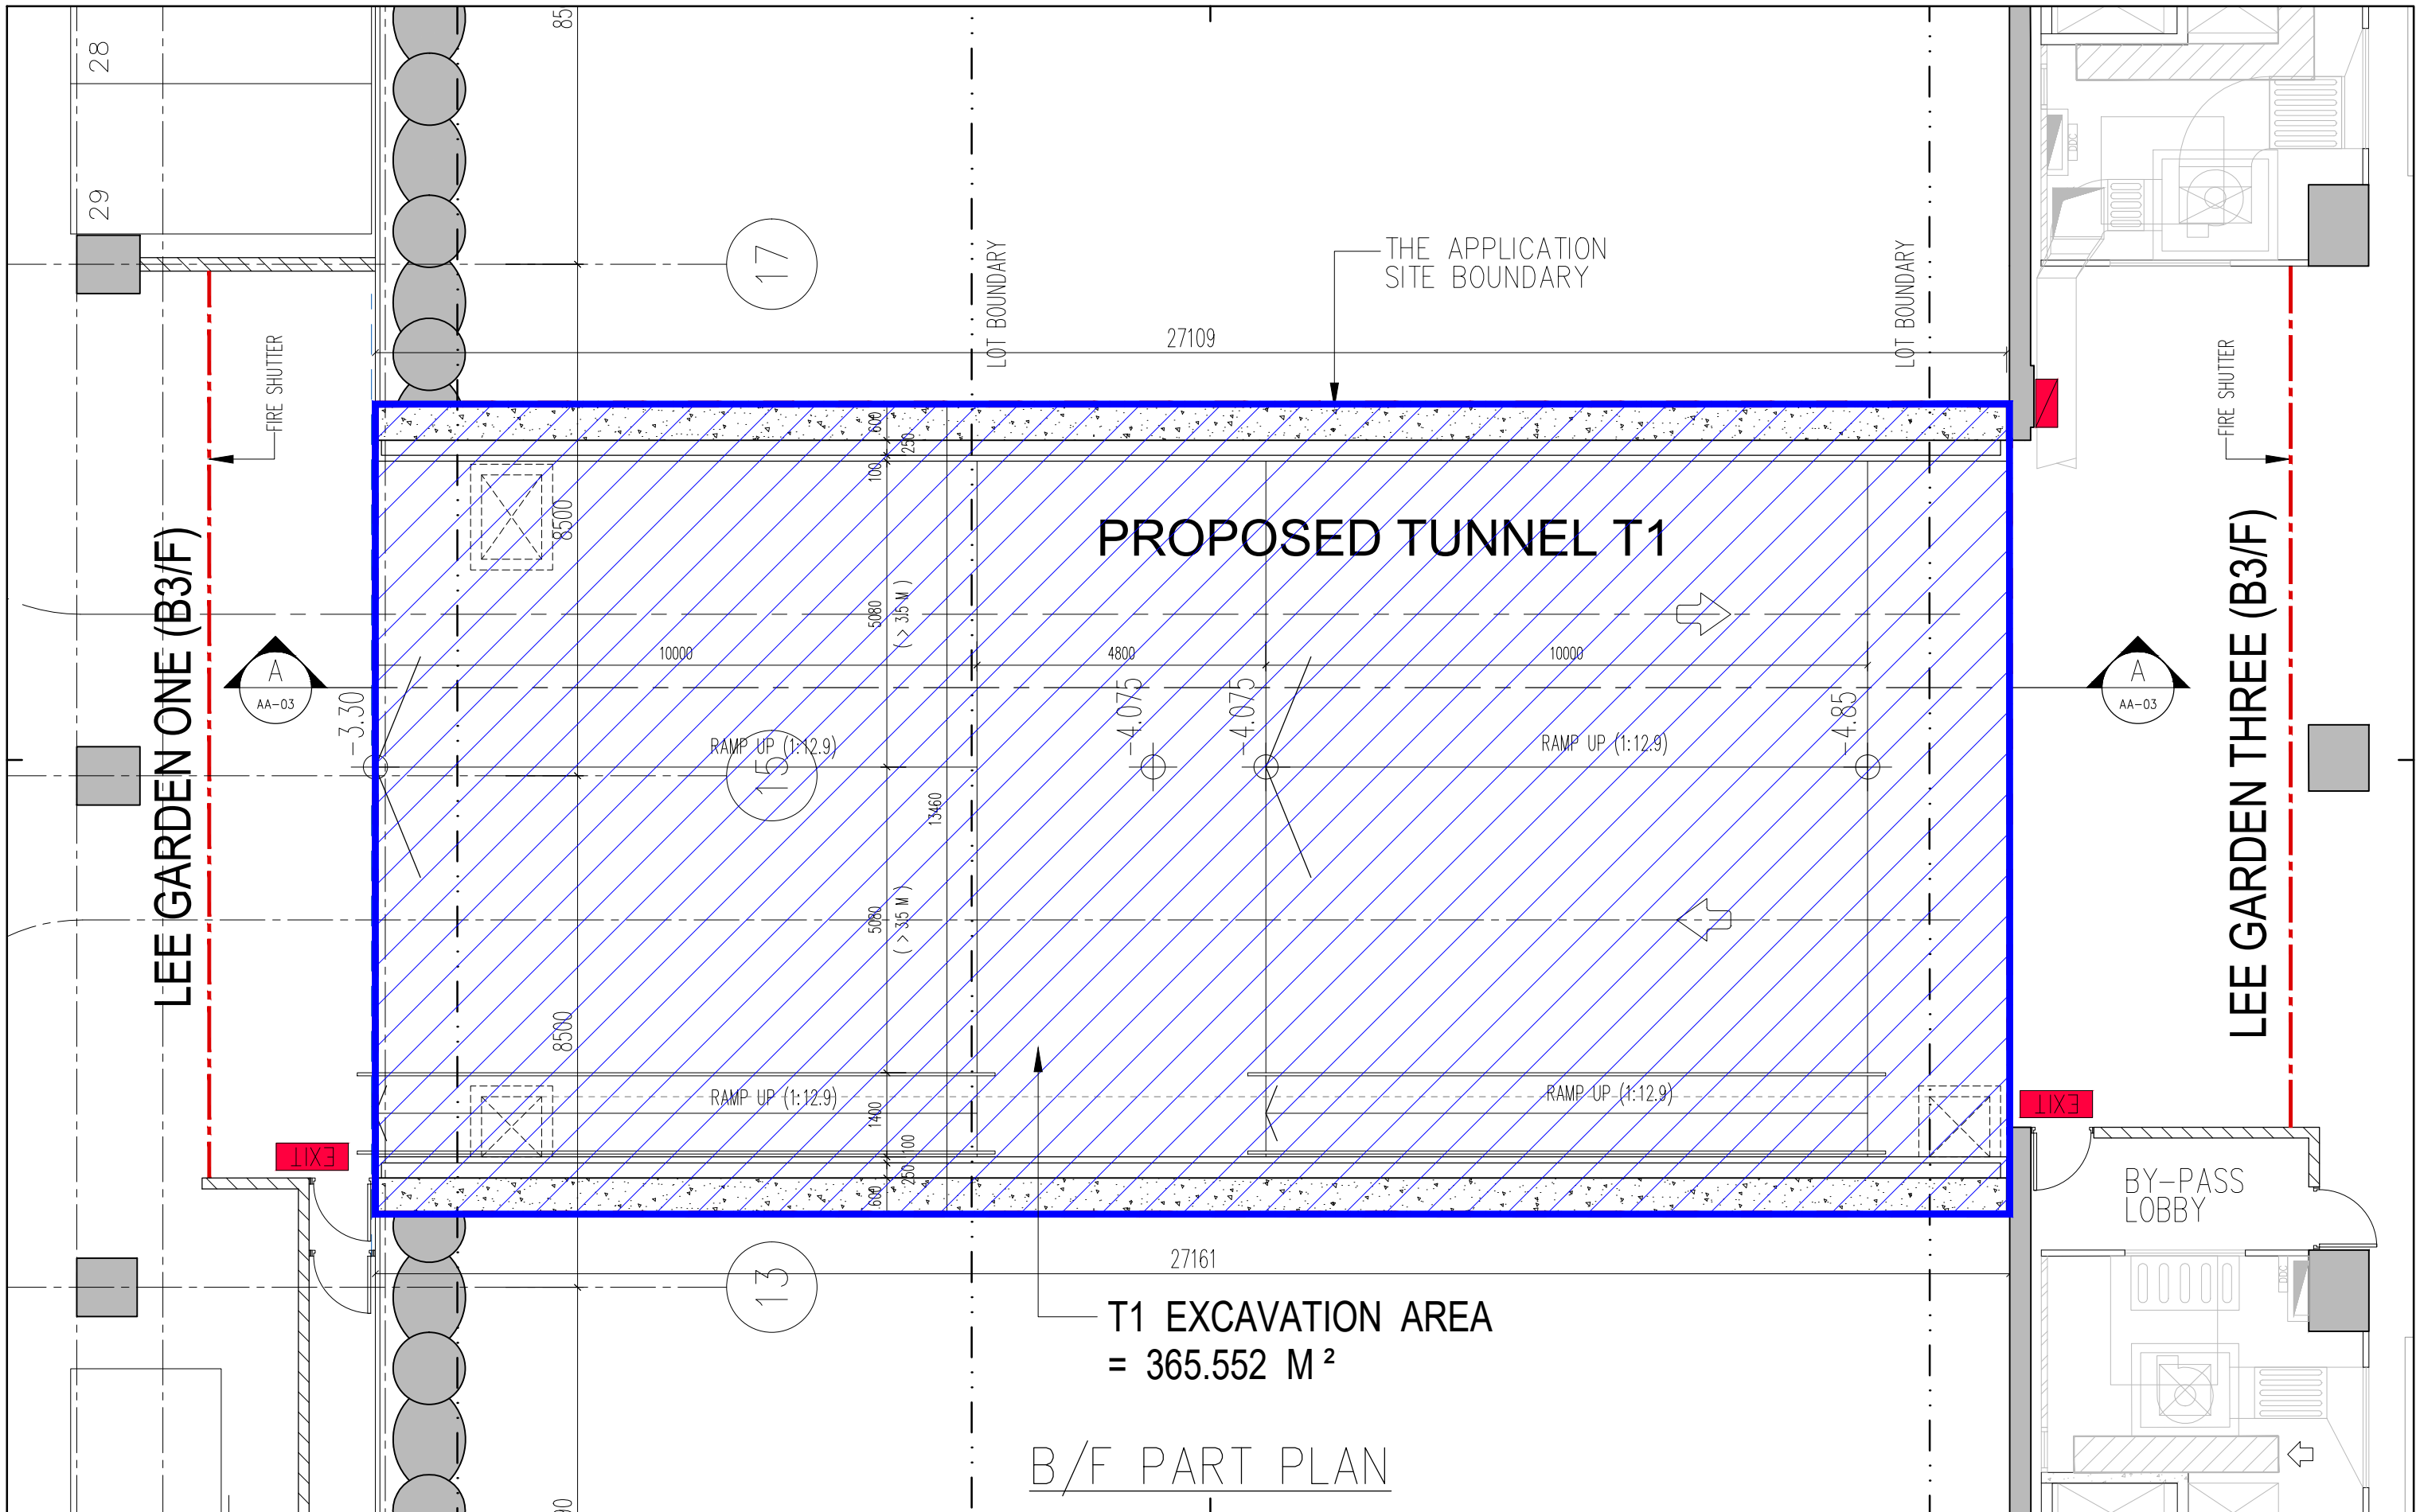 28
29
85
17
LOT BOUNDARY
THE APPLICATION
SITE BOUNDARY
LOT BOUNDARY
DDC
27109
FIRE SHUTTER
FIRE SHUTTER
600
250
100
8500
PROPOSED TUNNEL T1
LEE GARDEN ONE (B3/F)
LEE GARDEN THREE (B3/F)
5080
(> 3.5 M)
10000
4800
10000
A
AA-03
A
AA-03
-3.30
-4.075
-4.075
-4.85
RAMP UP (1:12.9)
15
RAMP UP (1:12.9)
13460
5080
(> 3.5 M)
8500
RAMP UP (1:12.9)
RAMP UP (1:12.9)
1400
100
250
600
EXIT
EXIT
BY-PASS
LOBBY
27161
13
DDC
T1 EXCAVATION AREA
= 365.552 M²
B/F PART PLAN